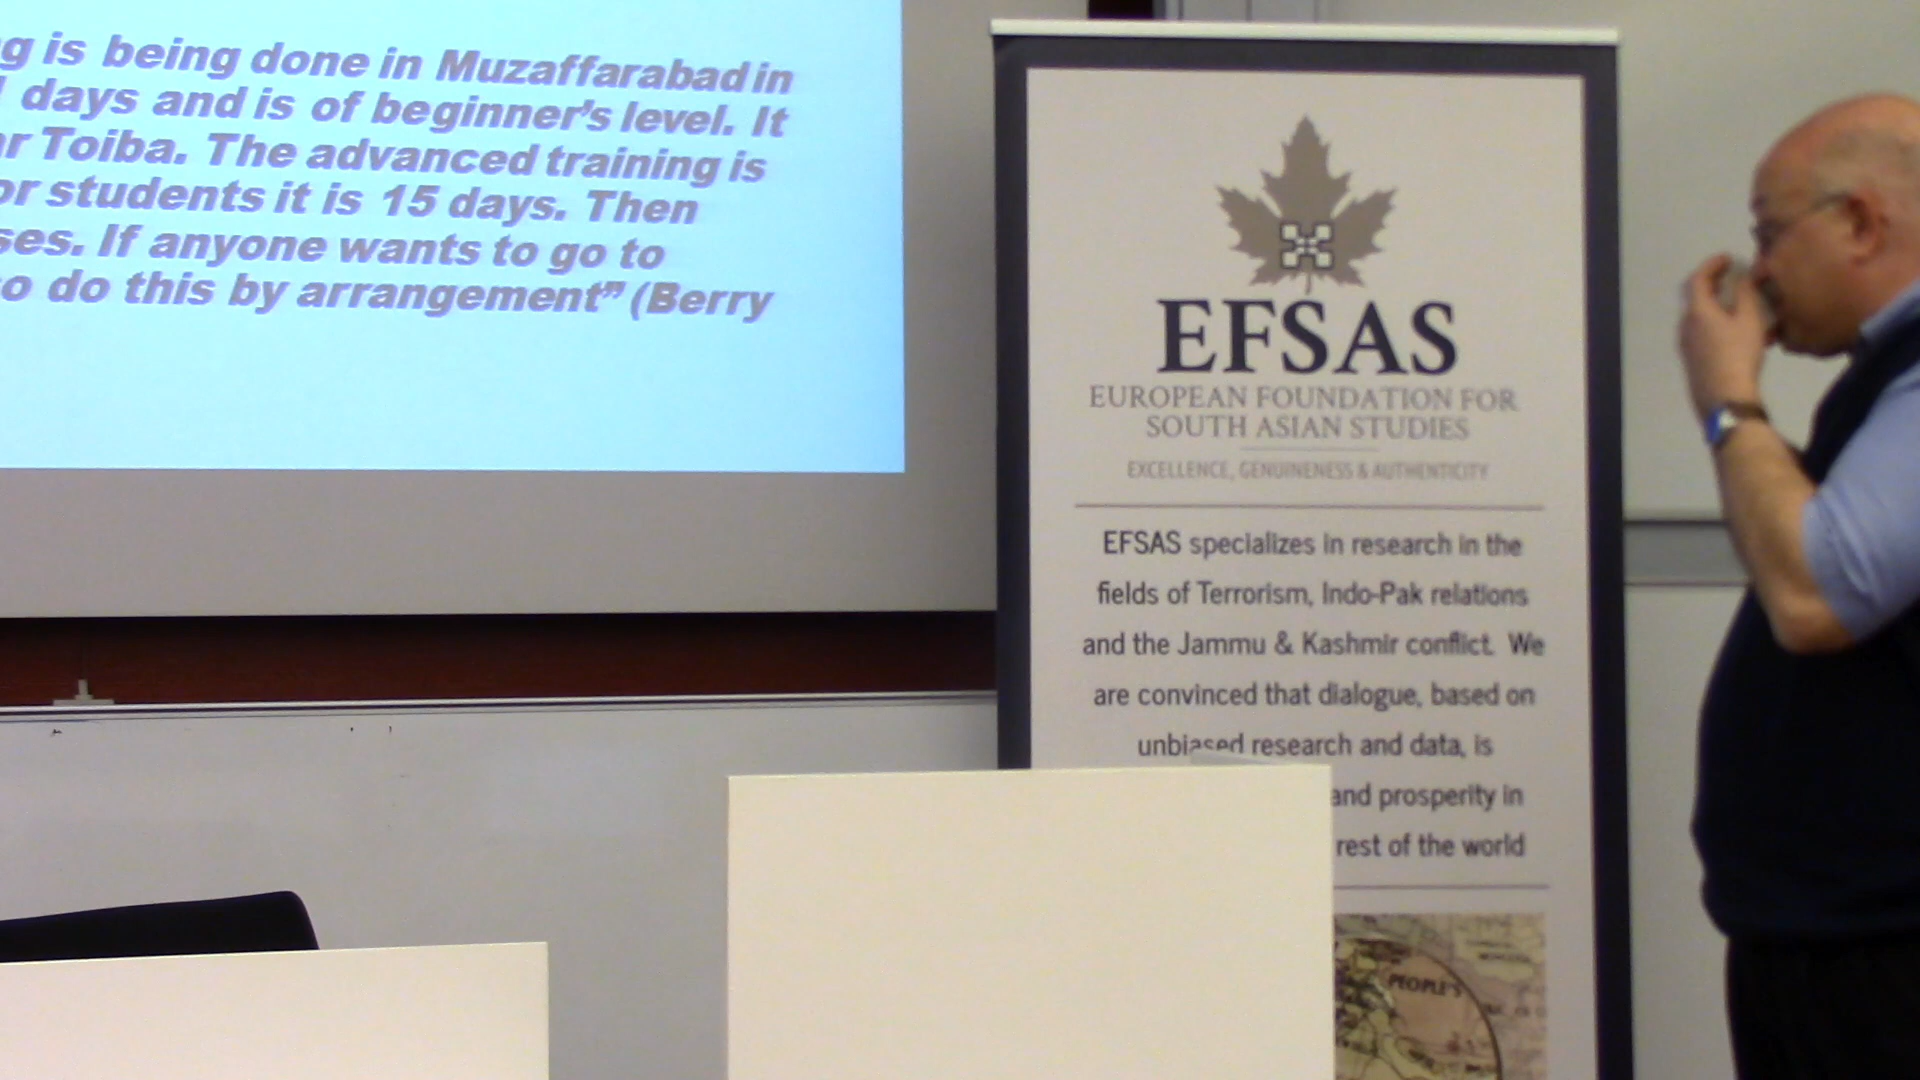 is being done in Muzaffarabad in
days and is of beginner's level. It
Toiba. The advanced training is
or students it is 15 days. Then
If anyone wants to go to
do this by arrangement" (Berry
EFSAS
EUROPEAN FOUNDATION FOR
SOUTH ASIAN STUDIES
EXCELLENCE, GENUINENESS & AUTHENTICITY
EFSAS specializes in research in the
fields of Terrorism, Indo-Pak relations
and the Jammu & Kashmir conflict. We
are convinced that dialogue, based on
unbiased research and data, is
and prosperity in
rest of the world
PEOPLE'S